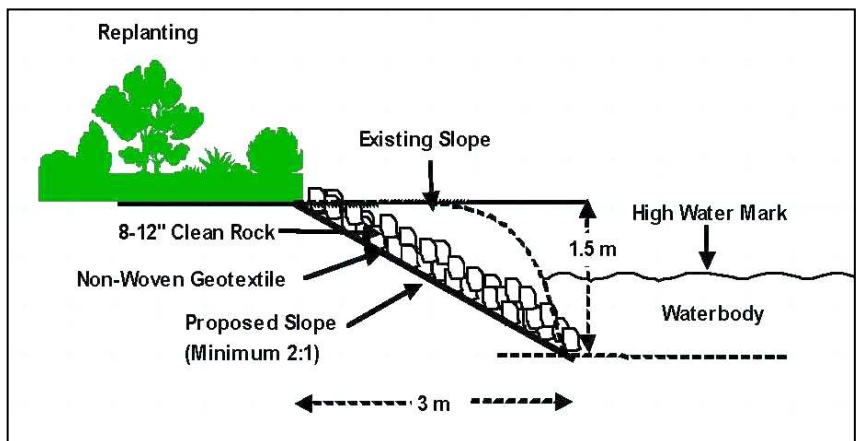 Replanting
Existing Slope
High Water Mark
8-12" Clean Rock
1.5 m
Non-Woven Geotextile
Waterbody
Proposed Slope
(Minimum 2:1)
3 m